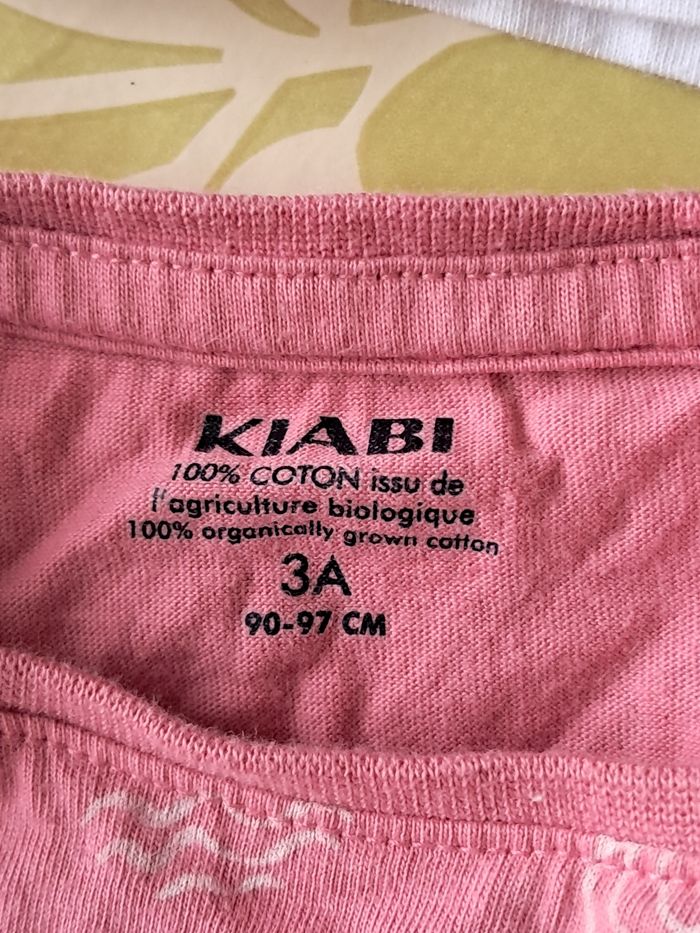 KIABI
100% COTON issu de
l'agriculture biologique
100% organically grown cotton
3A
90-97 CM